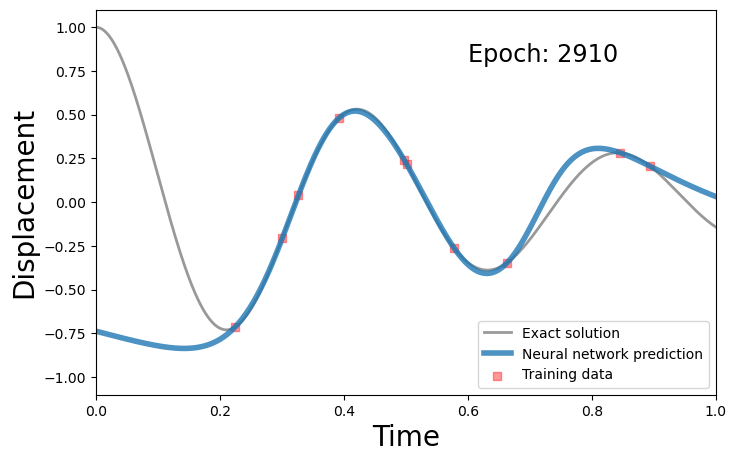 Epoch: 2910
Displacement
1.00
0.75
0.50
0.25
0.00
−0.25
−0.50
−0.75
−1.00
Exact solution
Neural network prediction
Training data
0.0 0.2 0.4 0.6 0.8 1.0
Time